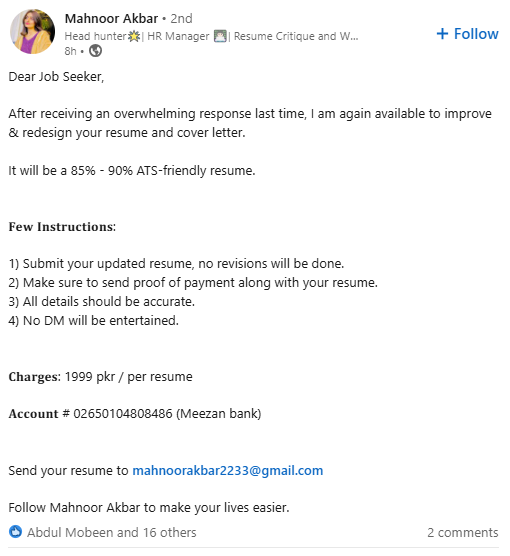 Mahnoor Akbar • 2nd
Head hunter🌟| HR Manager 👩🏻‍💼| Resume Critique and W...
8h •
+ Follow
Dear Job Seeker,
After receiving an overwhelming response last time, I am again available to improve
& redesign your resume and cover letter.
It will be a 85% - 90% ATS-friendly resume.
𝐅𝐞𝐰 𝐈𝐧𝐬𝐭𝐫𝐮𝐜𝐭𝐢𝐨𝐧𝐬:
1) Submit your updated resume, no revisions will be done.
2) Make sure to send proof of payment along with your resume.
3) All details should be accurate.
4) No DM will be entertained.
𝐂𝐡𝐚𝐫𝐠𝐞𝐬: 1999 pkr / per resume
𝐀𝐜𝐜𝐨𝐮𝐧𝐭 # 02650104808486 (Meezan bank)
Send your resume to mahnoorakbar2233@gmail.com
Follow Mahnoor Akbar to make your lives easier.
Abdul Mobeen and 16 others
2 comments